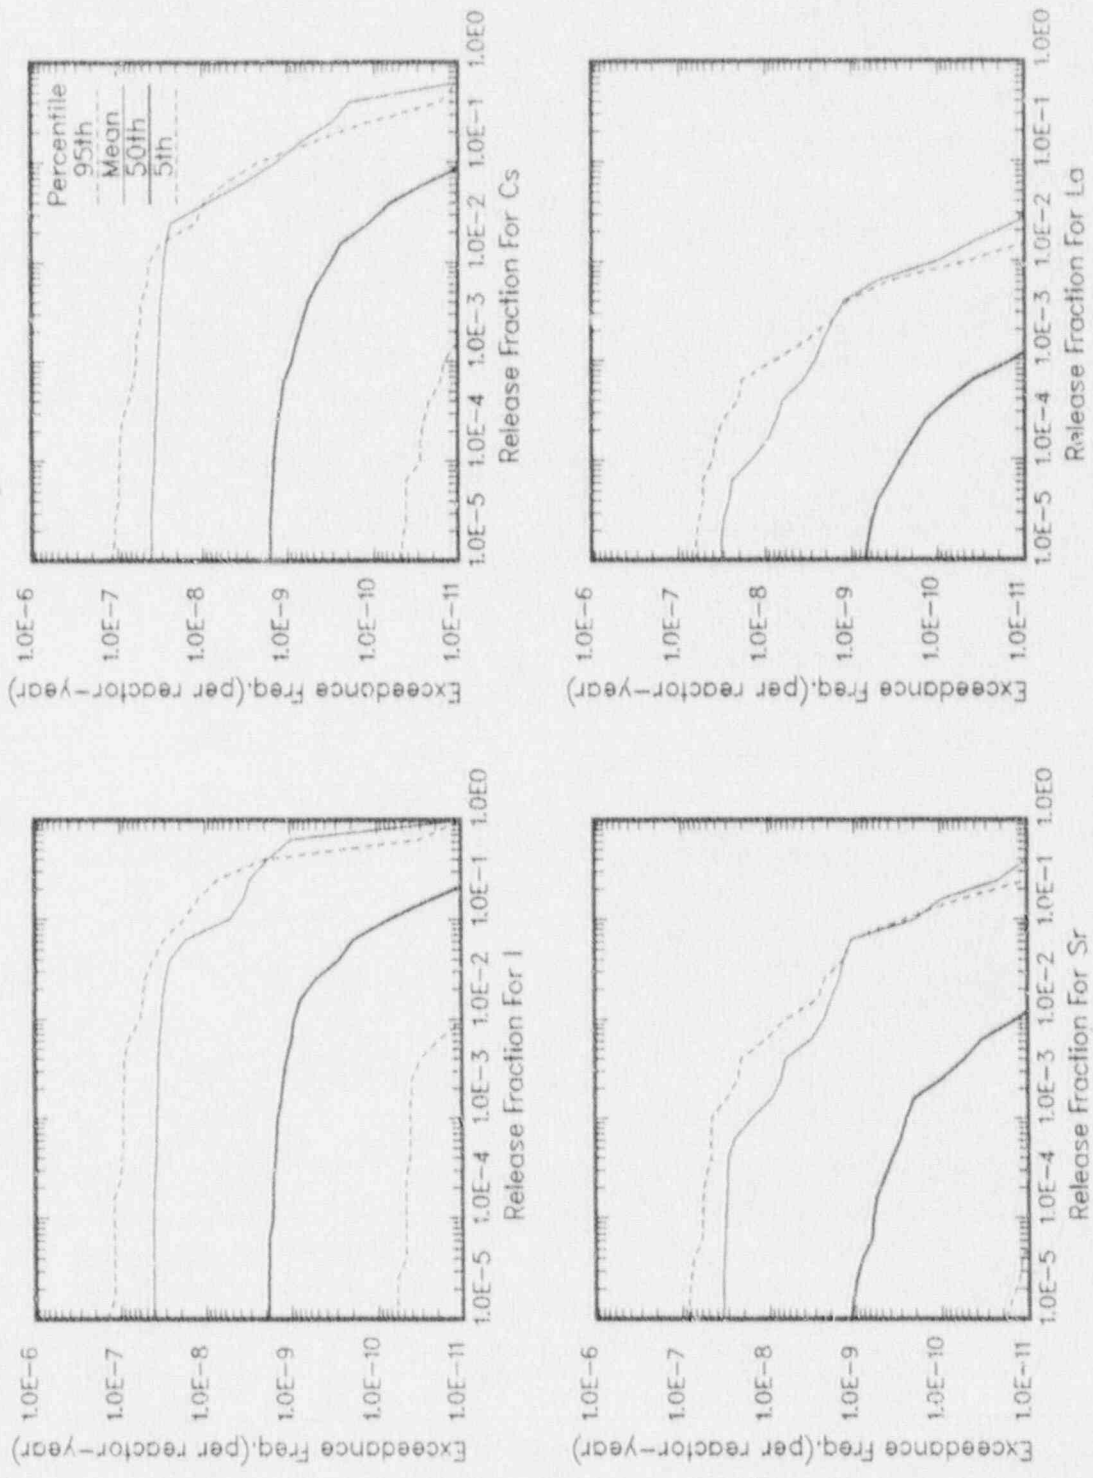 1.0E-6
1.0E-7
1.0E-8
1.0E-9
1.0E-10
1.0E-11
Exceedance Freq.(per reactor-year)
1.0E-5 1.0E-4 1.0E-3 1.0E-2 1.0E-1 1.0E0
Release Fraction For I
Percentile
95th
Mean
50th
5th
1.0E-6
1.0E-7
1.0E-8
1.0E-9
1.0E-10
1.0E-11
Exceedance Freq.(per reactor-year)
1.0E-5 1.0E-4 1.0E-3 1.0E-2 1.0E-1 1.0E0
Release Fraction For Cs
1.0E-6
1.0E-7
1.0E-8
1.0E-9
1.0E-10
1.0E-11
Exceedance Freq.(per reactor-year)
1.0E-5 1.0E-4 1.0E-3 1.0E-2 1.0E-1 1.0E0
Release Fraction For Sr
1.0E-6
1.0E-7
1.0E-8
1.0E-9
1.0E-10
1.0E-11
Exceedance Freq.(per reactor-year)
1.0E-5 1.0E-4 1.0E-3 1.0E-2 1.0E-1 1.0E0
Release Fraction For La